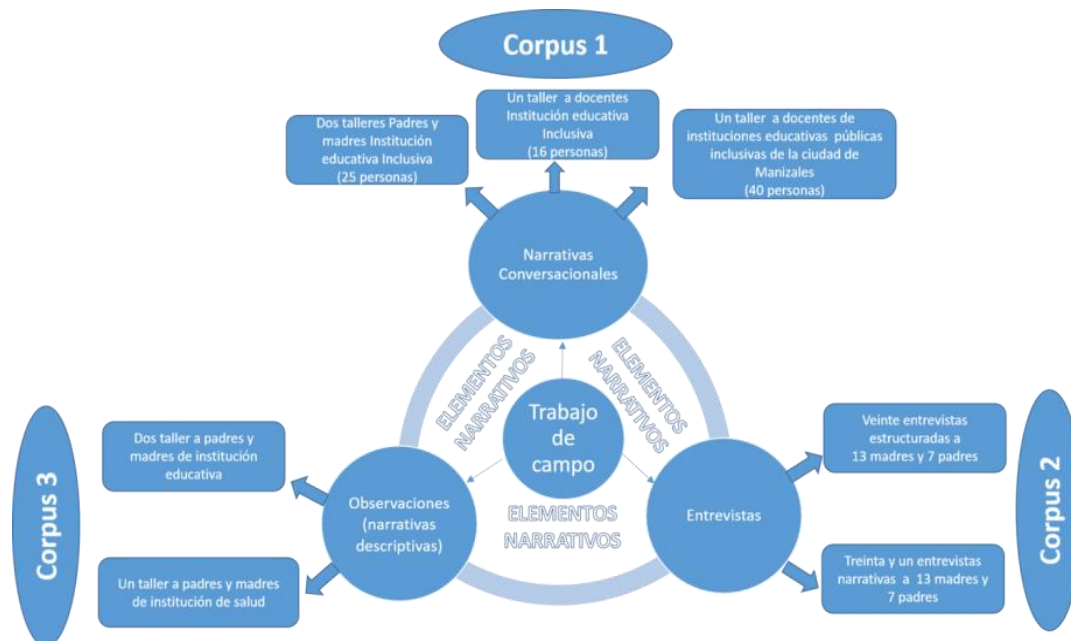 Corpus 1
Dos talleres Padres y
madres Institución
educativa Inclusiva
(25 personas)
Un taller a docentes
Institución educativa
Inclusiva
(16 personas)
Un taller a docentes de
instituciones educativas públicas
inclusivas de la ciudad de
Manizales
(40 personas)
Narrativas
Conversacionales
ELEMENTOS
NARRATIVOS
ELEMENTOS
NARRATIVOS
Trabajo
de
campo
ELEMENTOS
NARRATIVOS
Corpus 3
Dos taller a padres y
madres de institución
educativa
Un taller a padres y madres
de institución de salud
Observaciones
(narrativas
descriptivas)
Entrevistas
Veinte entrevistas
estructuradas a
13 madres y 7 padres
Treinta y un entrevistas
narrativas a 13 madres y
7 padres
Corpus 2